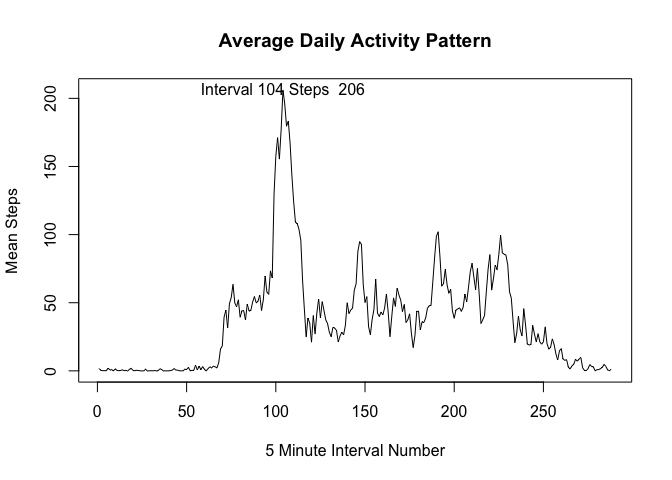 Average Daily Activity Pattern
Interval 104 Steps  206
200
150
100
50
0
Mean Steps
0 50 100 150 200 250
5 Minute Interval Number